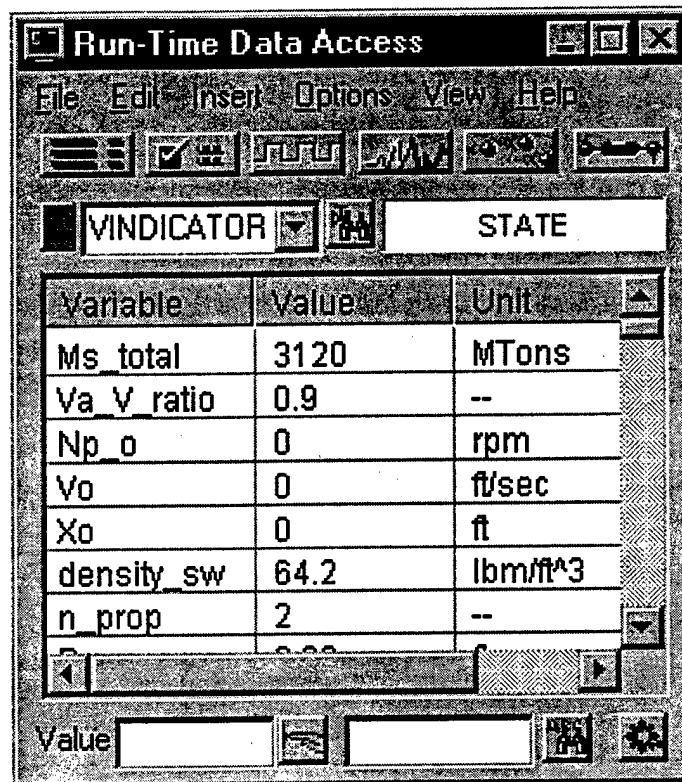 Run-Time Data Access
File Edit Insert Options View Help
VINDICATOR STATE
Variable Value Unit
Ms_total 3120 MTons
Va_V_ratio 0.9 --
Np_o 0 rpm
Vo 0 ft/sec
Xo 0 ft
density_sw 64.2 lbm/ft^3
n_prop 2 --
Value